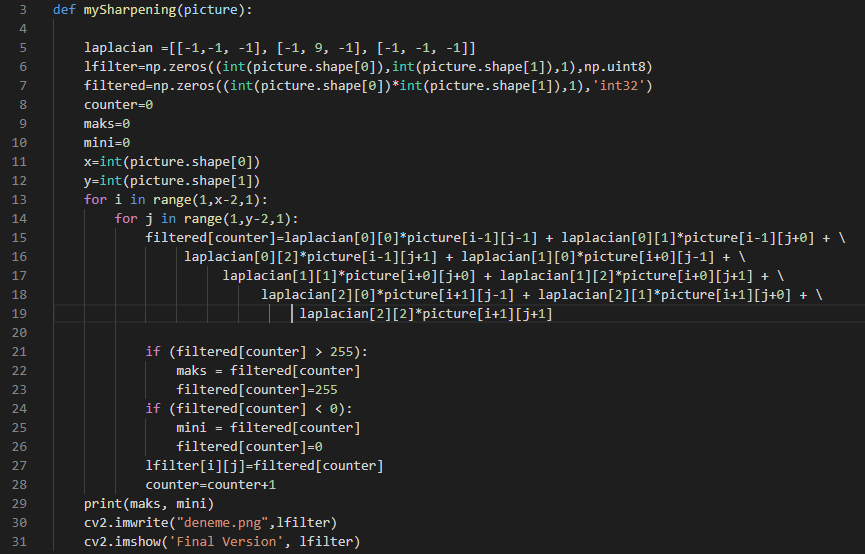 3 def mySharpening(picture):
4
5 laplacian =[[-1,-1, -1], [-1, 9, -1], [-1, -1, -1]]
6 lfilter=np.zeros((int(picture.shape[0]),int(picture.shape[1]),1),np.uint8)
7 filtered=np.zeros((int(picture.shape[0])*int(picture.shape[1]),1),'int32')
8 counter=0
9 maks=0
10 mini=0
11 x=int(picture.shape[0])
12 y=int(picture.shape[1])
13 for i in range(1,x-2,1):
14 for j in range(1,y-2,1):
15 filtered[counter]=laplacian[0][0]*picture[i-1][j-1] + laplacian[0][1]*picture[i-1][j+0] + \
16 laplacian[0][2]*picture[i-1][j+1] + laplacian[1][0]*picture[i+0][j-1] + \
17 laplacian[1][1]*picture[i+0][j+0] + laplacian[1][2]*picture[i+0][j+1] + \
18 laplacian[2][0]*picture[i+1][j-1] + laplacian[2][1]*picture[i+1][j+0] + \
19 laplacian[2][2]*picture[i+1][j+1]
20
21 if (filtered[counter] > 255):
22 maks = filtered[counter]
23 filtered[counter]=255
24 if (filtered[counter] < 0):
25 mini = filtered[counter]
26 filtered[counter]=0
27 lfilter[i][j]=filtered[counter]
28 counter=counter+1
29 print(maks, mini)
30 cv2.imwrite("deneme.png",lfilter)
31 cv2.imshow('Final Version', lfilter)